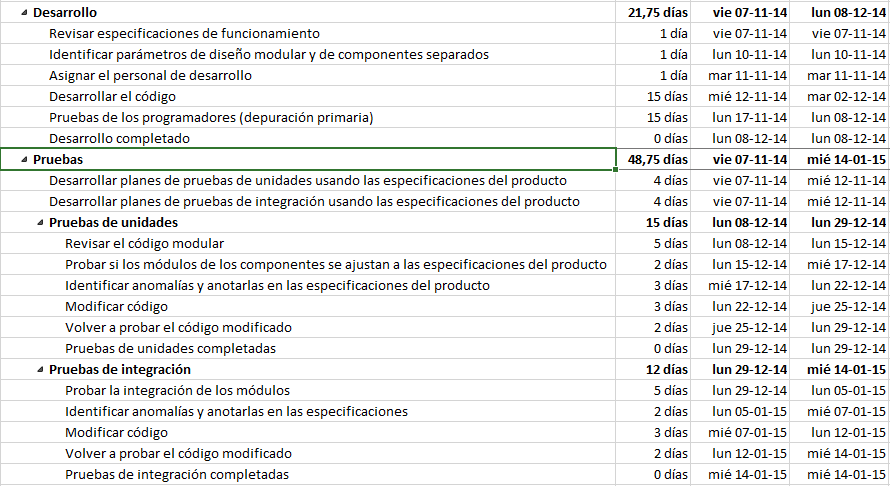 Desarrollo 21,75 días vie 07-11-14 lun 08-12-14
Revisar especificaciones de funcionamiento 1 día vie 07-11-14 vie 07-11-14
Identificar parámetros de diseño modular y de componentes separados 1 día lun 10-11-14 lun 10-11-14
Asignar el personal de desarrollo 1 día mar 11-11-14 mar 11-11-14
Desarrollar el código 15 días mié 12-11-14 mar 02-12-14
Pruebas de los programadores (depuración primaria) 15 días lun 17-11-14 lun 08-12-14
Desarrollo completado 0 días lun 08-12-14 lun 08-12-14
Pruebas 48,75 días vie 07-11-14 mié 14-01-15
Desarrollar planes de pruebas de unidades usando las especificaciones del producto 4 días vie 07-11-14 mié 12-11-14
Desarrollar planes de pruebas de integración usando las especificaciones del producto 4 días vie 07-11-14 mié 12-11-14
Pruebas de unidades 15 días lun 08-12-14 lun 29-12-14
Revisar el código modular 5 días lun 08-12-14 lun 15-12-14
Probar si los módulos de los componentes se ajustan a las especificaciones del producto 2 días lun 15-12-14 mié 17-12-14
Identificar anomalías y anotarlas en las especificaciones del producto 3 días mié 17-12-14 lun 22-12-14
Modificar código 3 días lun 22-12-14 jue 25-12-14
Volver a probar el código modificado 2 días jue 25-12-14 lun 29-12-14
Pruebas de unidades completadas 0 días lun 29-12-14 lun 29-12-14
Pruebas de integración 12 días lun 29-12-14 mié 14-01-15
Probar la integración de los módulos 5 días lun 29-12-14 lun 05-01-15
Identificar anomalías y anotarlas en las especificaciones 2 días lun 05-01-15 mié 07-01-15
Modificar código 3 días mié 07-01-15 lun 12-01-15
Volver a probar el código modificado 2 días lun 12-01-15 mié 14-01-15
Pruebas de integración completadas 0 días mié 14-01-15 mié 14-01-15